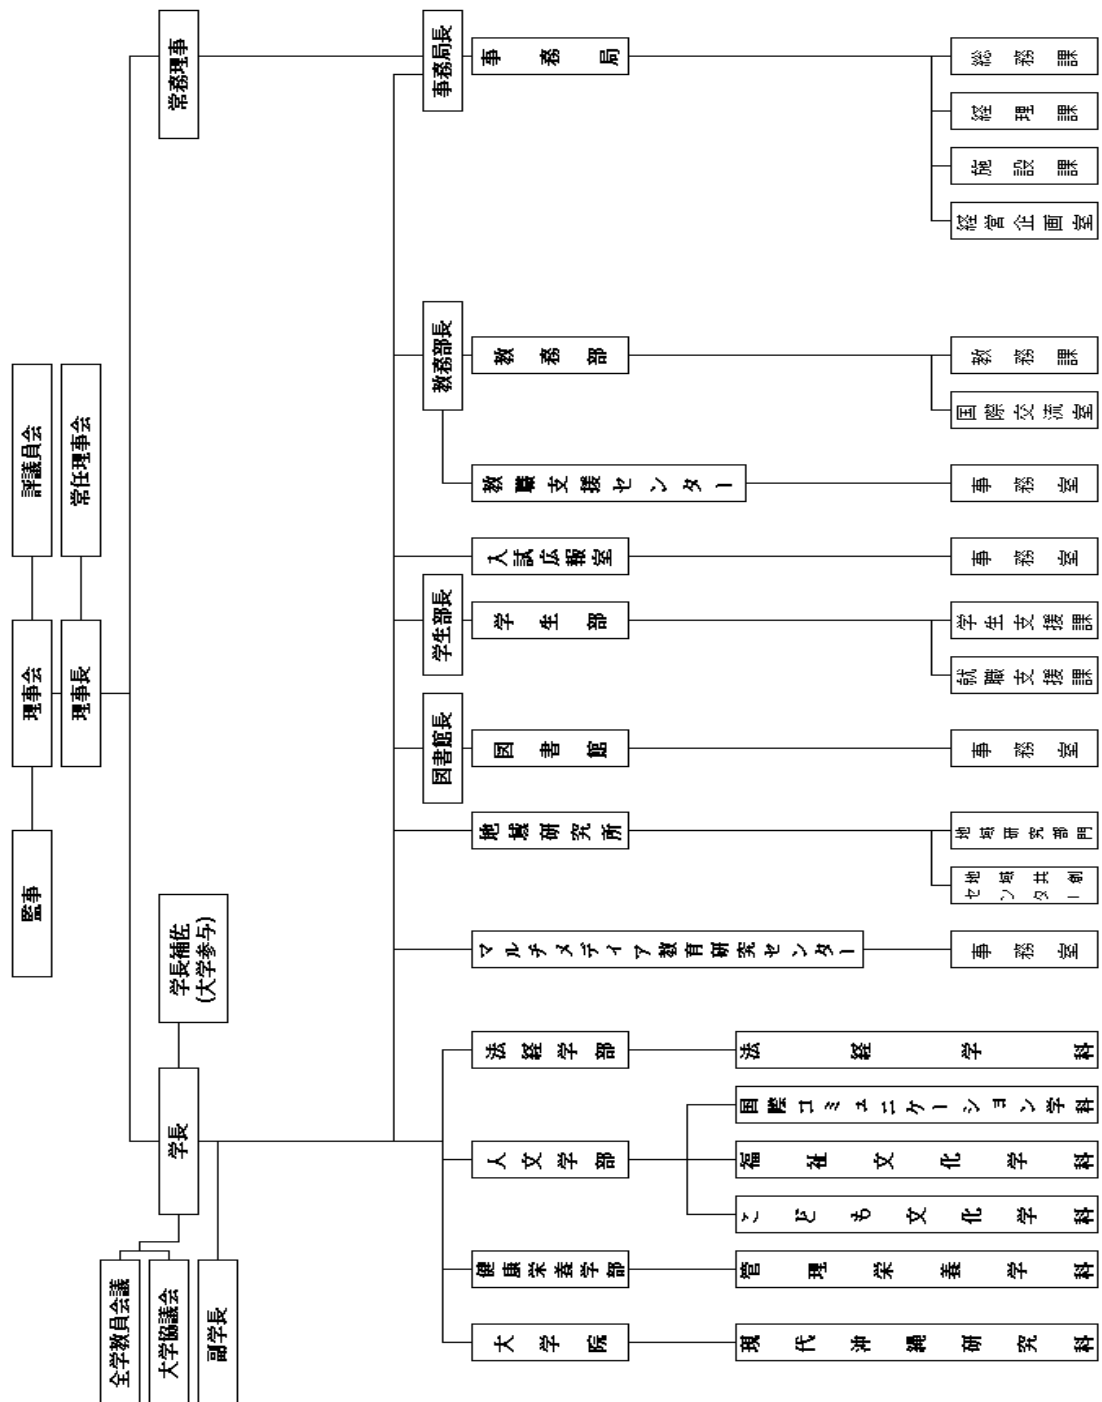 監事
理事会
評議員会
理事長
常任理事会
全学教員会議
大学協議会
副学長
学長
学長補佐
(大学参与)
常務理事
事務局長
事務局
総務課
経理課
施設課
経営企画室
教務部長
教務部
教務課
国際交流室
教職支援センター
事務室
入試広報室
事務室
学生部長
学生部
学生支援課
就職支援課
図書館長
図書館
事務室
地域研究所
地域研究部門
地域共創
センター
マルチメディア教育研究センター
事務室
法経学部
法経学科
人文学部
国際コミュニケーション学科
福祉文化学科
こども文化学科
健康栄養学部
管理栄養学科
大学院
現代沖縄研究科